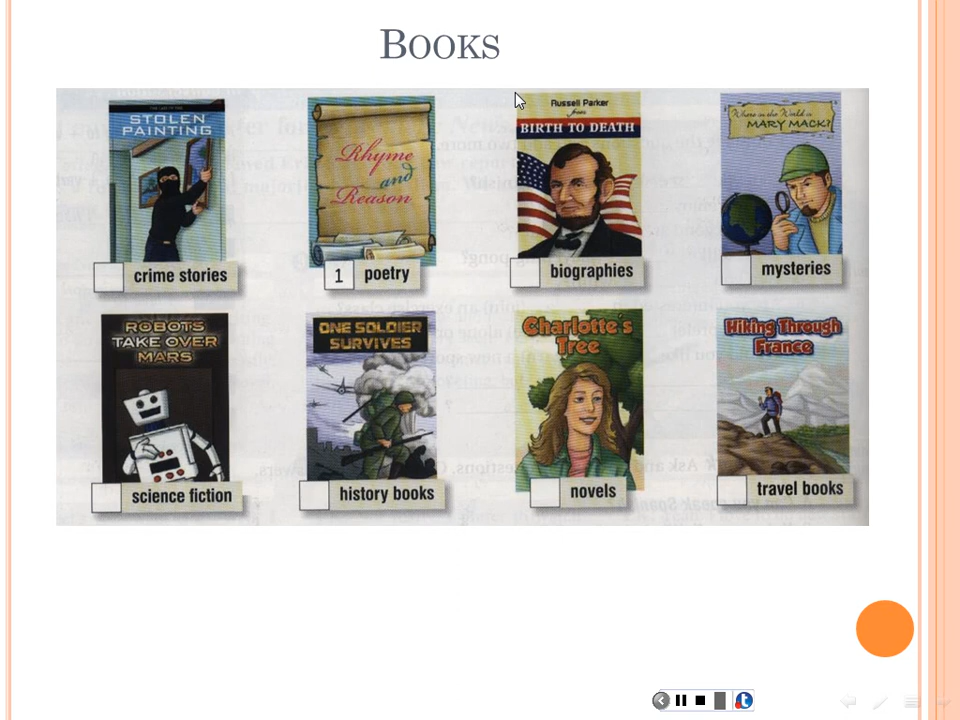 BOOKS
STOLEN
PAINTING
crime stories
Rhyme
and
Reason
1 poetry
Russell Parker
from
BIRTH TO DEATH
biographies
Where in the World is
MARY MACK?
mysteries
ROBOTS
TAKE OVER
MARS
science fiction
ONE SOLDIER
SURVIVES
history books
Charlotte's
Tree
novels
Hiking Through
France
travel books